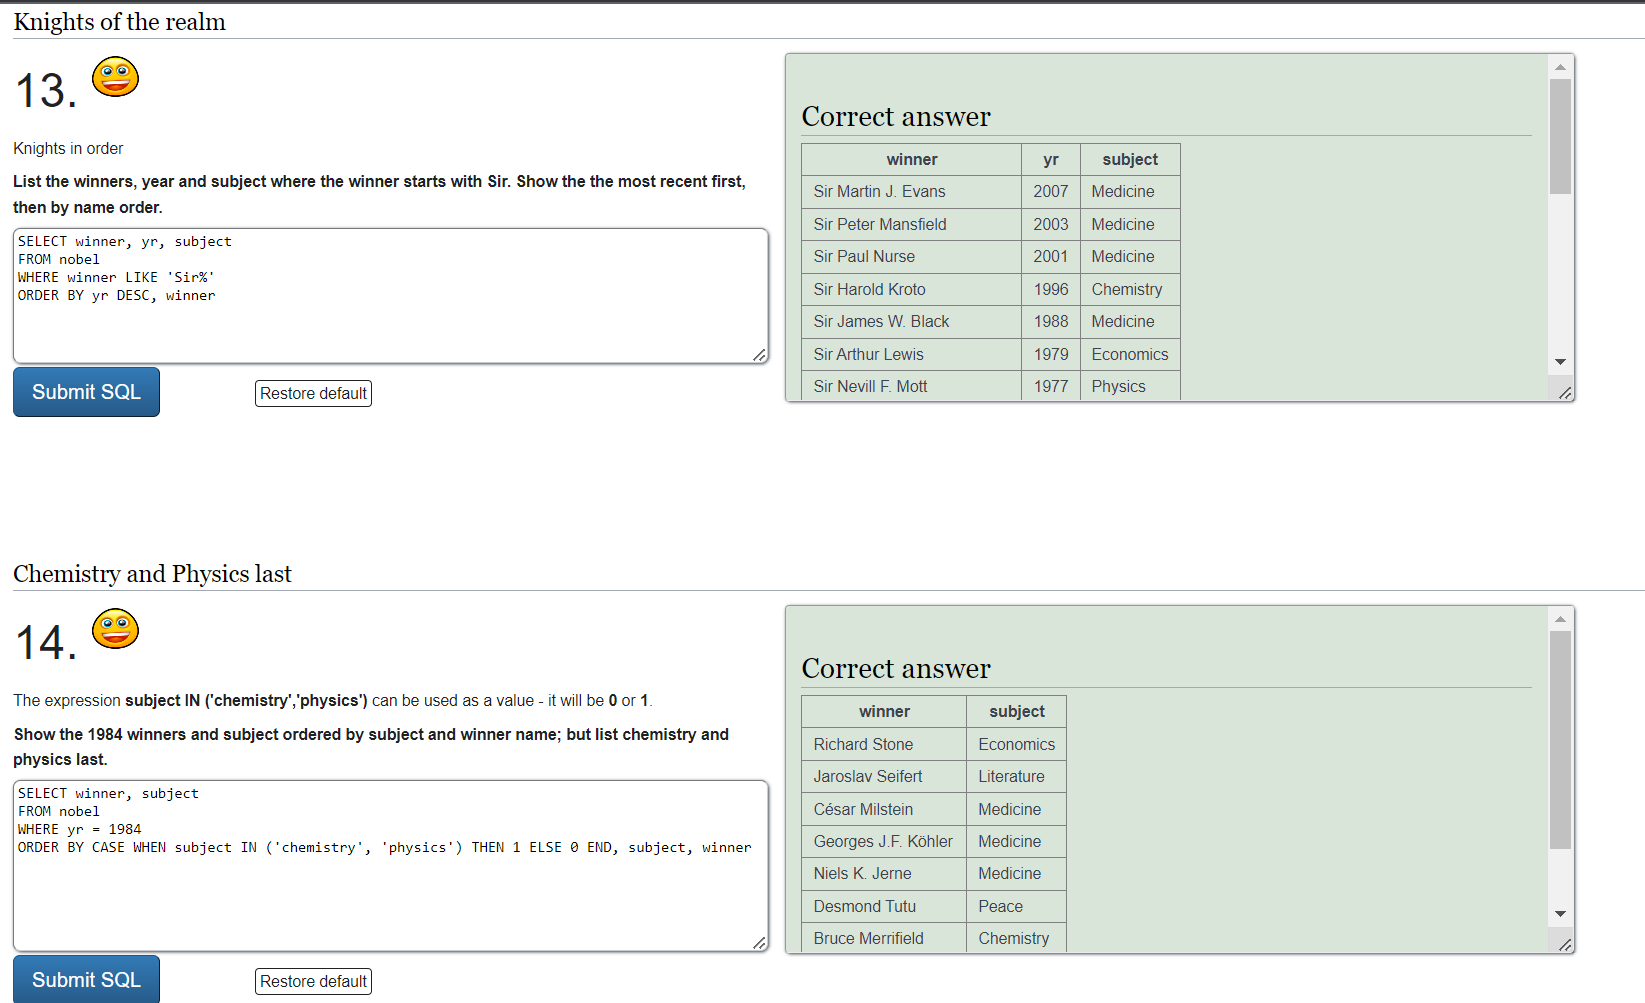 Knights of the realm
13.
Knights in order
List the winners, year and subject where the winner starts with Sir. Show the the most recent first,
then by name order.
SELECT winner, yr, subject
FROM nobel
WHERE winner LIKE 'Sir%'
ORDER BY yr DESC, winner
Submit SQL
Restore default
Correct answer
winner yr subject
Sir Martin J. Evans 2007 Medicine
Sir Peter Mansfield 2003 Medicine
Sir Paul Nurse 2001 Medicine
Sir Harold Kroto 1996 Chemistry
Sir James W. Black 1988 Medicine
Sir Arthur Lewis 1979 Economics
Sir Nevill F. Mott 1977 Physics
Chemistry and Physics last
14.
The expression subject IN ('chemistry','physics') can be used as a value - it will be 0 or 1.
Show the 1984 winners and subject ordered by subject and winner name; but list chemistry and
physics last.
SELECT winner, subject
FROM nobel
WHERE yr = 1984
ORDER BY CASE WHEN subject IN ('chemistry', 'physics') THEN 1 ELSE 0 END, subject, winner
Submit SQL
Restore default
Correct answer
winner subject
Richard Stone Economics
Jaroslav Seifert Literature
César Milstein Medicine
Georges J.F. Köhler Medicine
Niels K. Jerne Medicine
Desmond Tutu Peace
Bruce Merrifield Chemistry